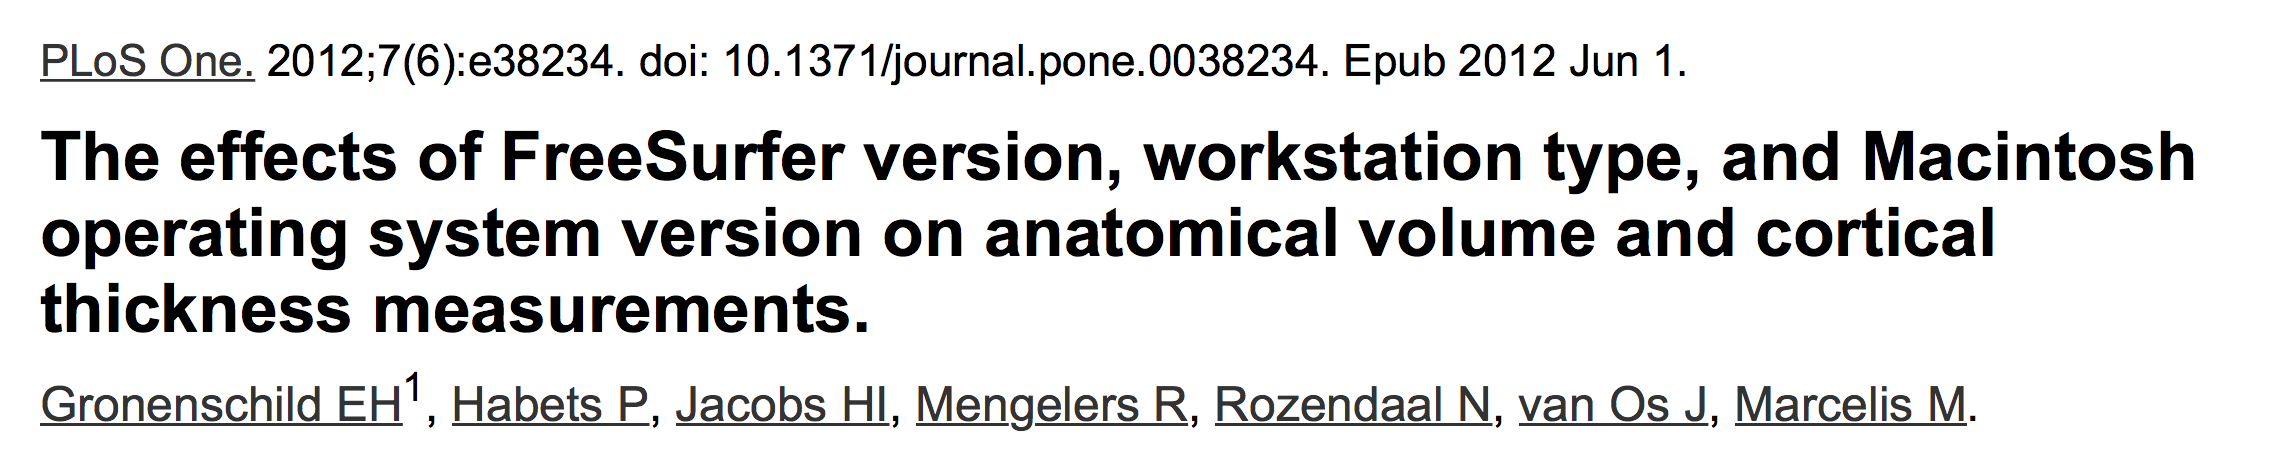 PLoS One. 2012;7(6):e38234. doi: 10.1371/journal.pone.0038234. Epub 2012 Jun 1.
The effects of FreeSurfer version, workstation type, and Macintosh
operating system version on anatomical volume and cortical
thickness measurements.
Gronenschild EH1, Habets P, Jacobs HI, Mengelers R, Rozendaal N, van Os J, Marcelis M.